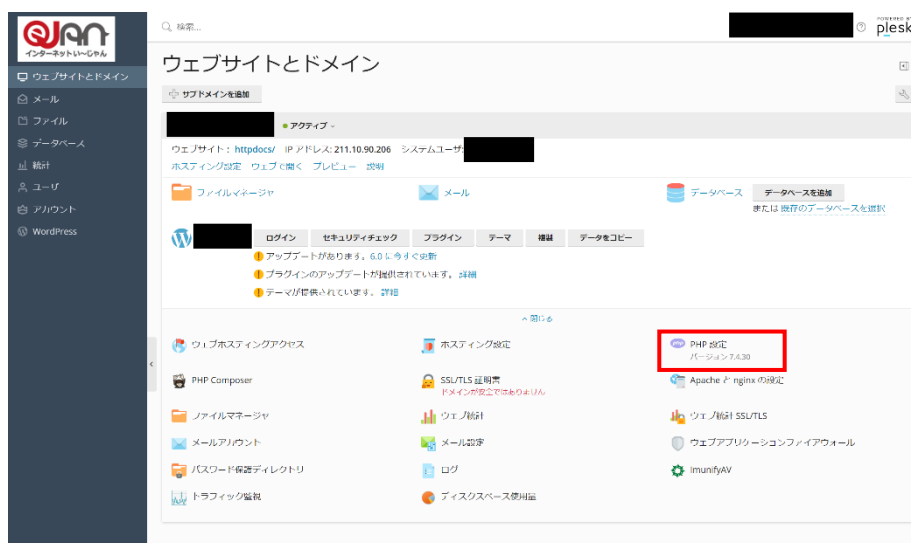 QJAN
インターネットい～じゃん
検索...
POWERED BY
plesk
ウェブサイトとドメイン
メール
ファイル
データベース
統計
ユーザ
アカウント
WordPress
ウェブサイトとドメイン
サブドメインを追加
アクティブ
ウェブサイト: httpdocs/ IP アドレス: 211.10.90.206 システムユーザ:
ホスティング設定 ウェブで開く プレビュー 説明
ファイルマネージャ
メール
データベース
データベースを追加
または 既存のデータベースを選択
ログイン セキュリティチェック プラグイン テーマ 複製 データをコピー
アップデートがあります。6.0 に今すぐ更新
プラグインのアップデートが提供されています。 詳細
テーマが提供されています。 詳細
閉じる
ウェブホスティングアクセス
ホスティング設定
PHP 設定
バージョン 7.4.30
PHP Composer
SSL/TLS 証明書
ドメインが安全ではありません
Apache と nginx の設定
ファイルマネージャ
ウェブ統計
ウェブ統計 SSL/TLS
メールアカウント
メール設定
ウェブアプリケーションファイアウォール
パスワード保護ディレクトリ
ログ
ImunifyAV
トラフィック監視
ディスクスペース使用量